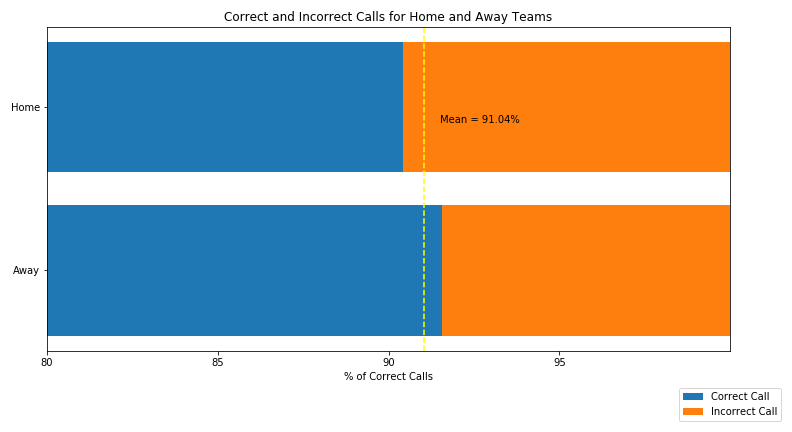 Correct and Incorrect Calls for Home and Away Teams
Home
Mean = 91.04%
Away
80 85 90 95
% of Correct Calls
Correct Call
Incorrect Call